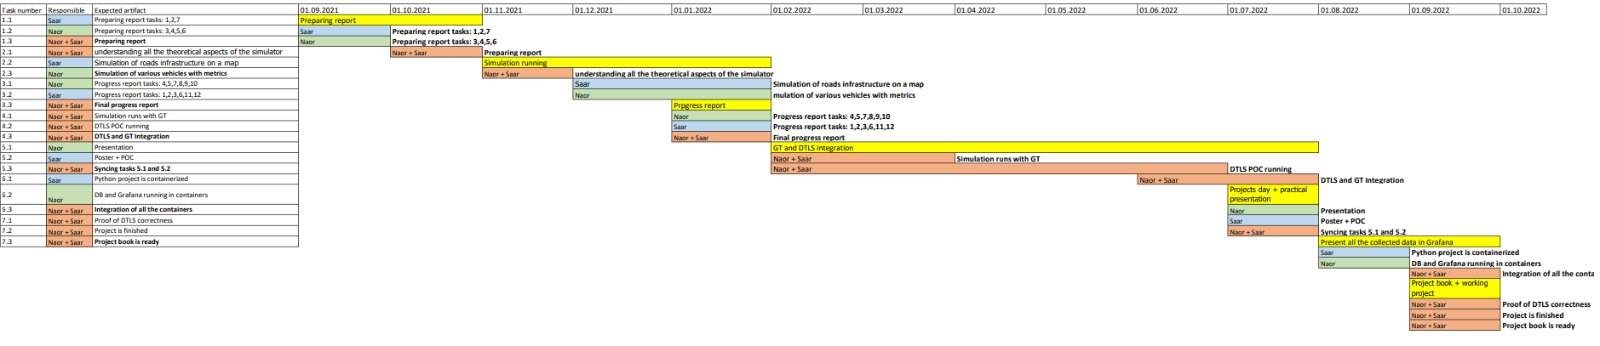 Task number Responsible Expected artifact 01.09.2021 01.10.2021 01.11.2021 01.12.2021 01.01.2022 01.02.2022 01.03.2022 01.04.2022 01.05.2022 01.06.2022 01.07.2022 01.08.2022 01.09.2022 01.10.2022
1.1 Saar Preparing report tasks: 1,2,7 Preparing report
1.2 Naor Preparing report tasks: 3,4,5,6 Saar Preparing report tasks: 1,2,7
1.3 Naor + Saar Preparing report Naor Preparing report tasks: 3,4,5,6
2.1 Naor + Saar understanding all the theoretical aspects of the simulator Naor + Saar Preparing report
2.2 Saar Simulation of roads infrastructure on a map Simulation running
2.3 Naor Simulation of various vehicles with metrics Naor + Saar understanding all the theoretical aspects of the simulator
3.1 Naor Progress report tasks: 4,5,7,8,9,10 Saar Simulation of roads infrastructure on a map
3.2 Saar Progress report tasks: 1,2,3,6,11,12 Naor mulation of various vehicles with metrics
3.3 Naor + Saar Final progress report Prpgress report
4.1 Naor + Saar Simulation runs with GT Naor Progress report tasks: 4,5,7,8,9,10
4.2 Naor + Saar DTLS POC running Saar Progress report tasks: 1,2,3,6,11,12
4.3 Naor + Saar DTLS and GT Integration Naor + Saar Final progress report
5.1 Naor Presentation GT and DTLS integration
5.2 Saar Poster + POC Naor + Saar Simulation runs with GT
5.3 Naor + Saar Syncing tasks 5.1 and 5.2 Naor + Saar DTLS POC running
5.1 Saar Python project is containerized Naor + Saar DTLS and GT Integration
5.2 Naor DB and Grafana running in containers Projects day + practical
presentation
5.3 Naor + Saar Integration of all the containers Naor Presentation
7.1 Naor + Saar Proof of DTLS correctness Saar Poster + POC
7.2 Naor + Saar Project is finished Naor + Saar Syncing tasks 5.1 and 5.2
7.3 Naor + Saar Project book is ready Present all the collected data in Grafana
Saar Python project is containerized
Naor DB and Grafana running in containers
Naor + Saar Integration of all the conta
Project book + working
project
Naor + Saar Proof of DTLS correctness
Naor + Saar Project is finished
Naor + Saar Project book is ready